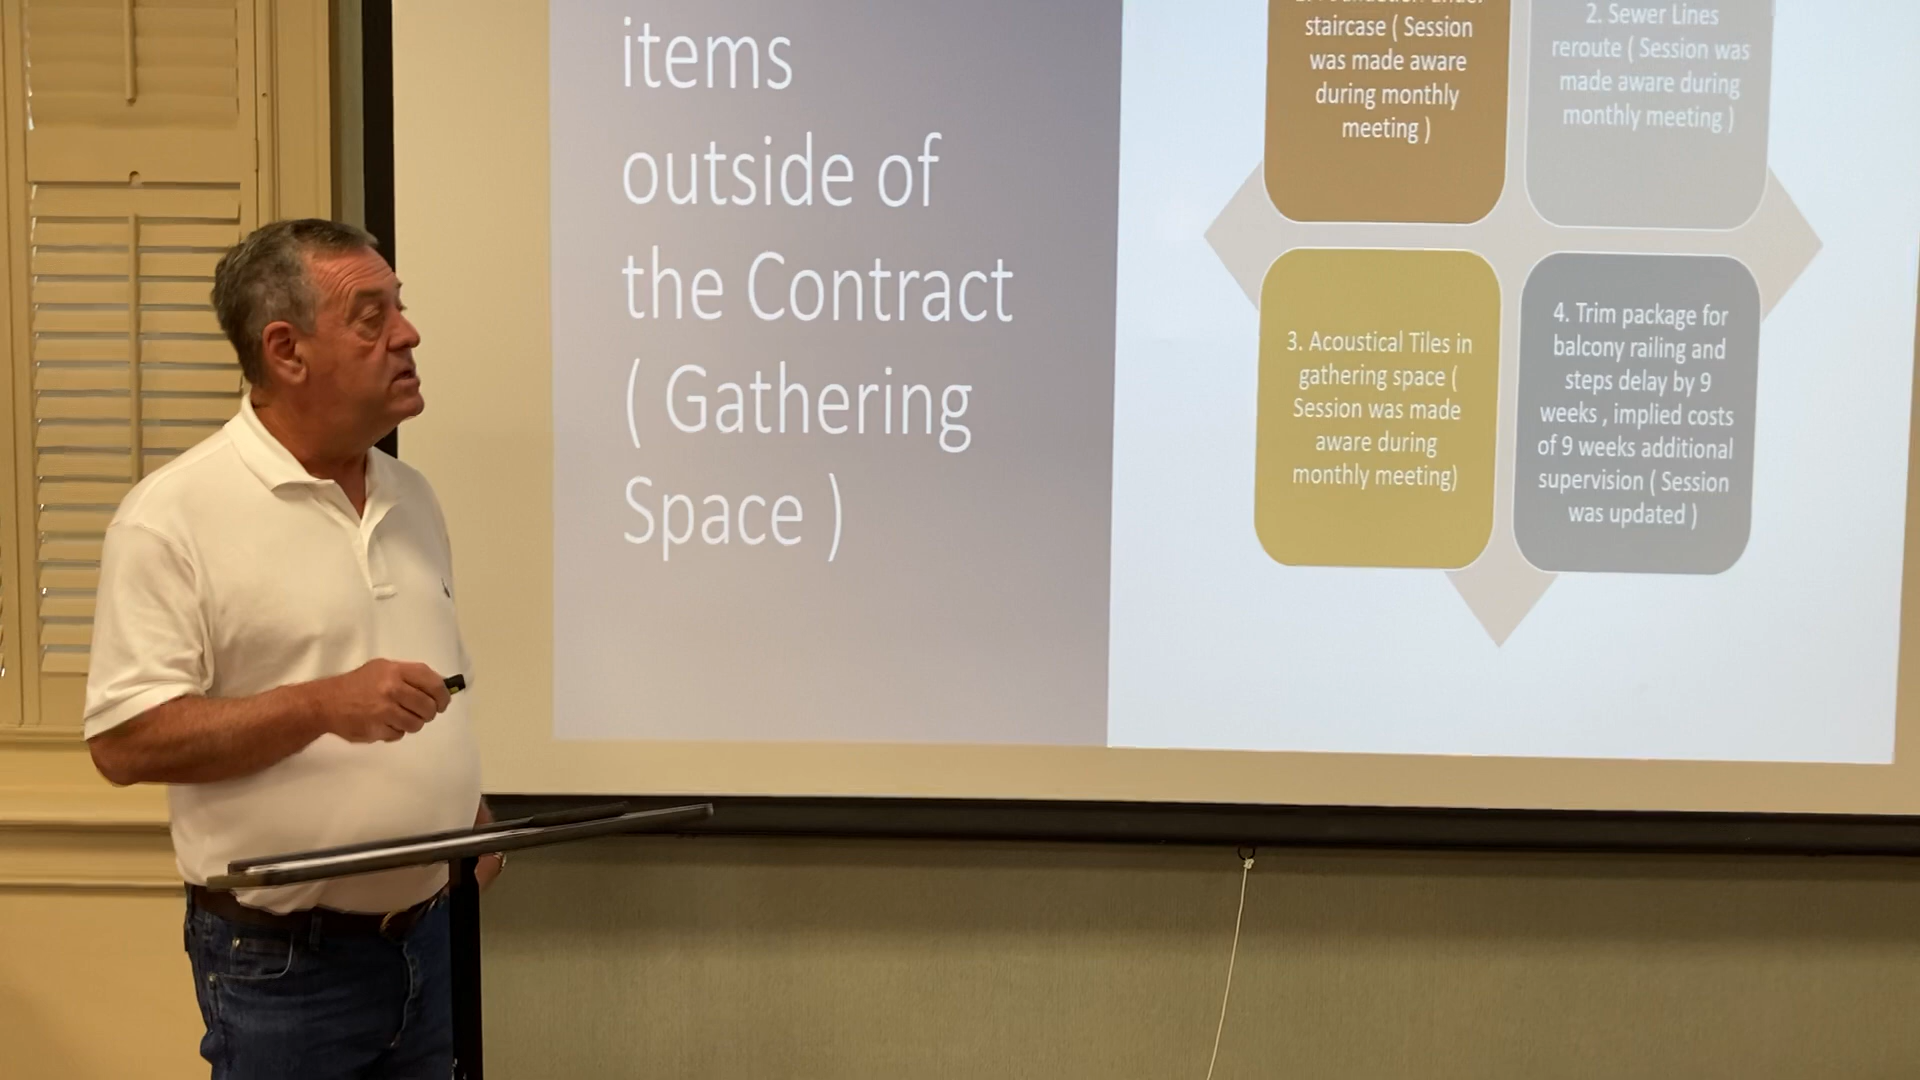 items
outside of
the Contract
( Gathering
Space )
staircase ( Session
was made aware
during monthly
meeting )
2. Sewer Lines
reroute ( Session was
made aware during
monthly meeting )
3. Acoustical Tiles in
gathering space (
Session was made
aware during
monthly meeting)
4. Trim package for
balcony railing and
steps delay by 9
weeks , implied costs
of 9 weeks additional
supervision ( Session
was updated )